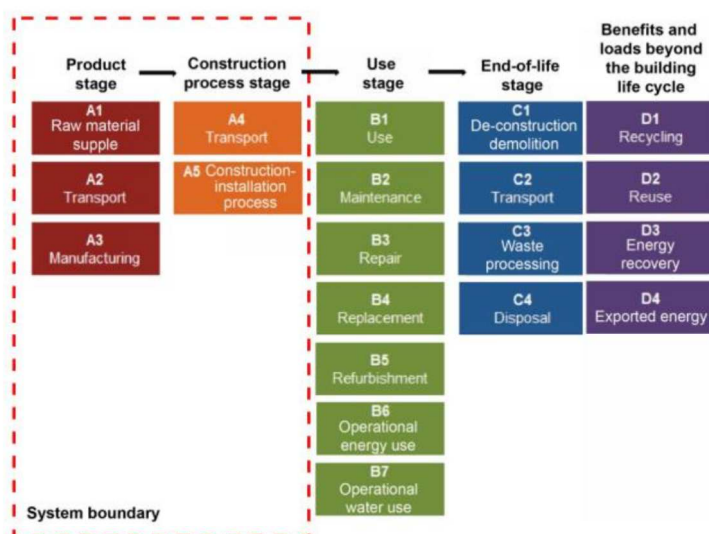 Product
stage
Construction
process stage
Use
stage
End-of-life
stage
Benefits and
loads beyond
the building
life cycle
A1
Raw material
supple
A2
Transport
A3
Manufacturing
A4
Transport
A5 Construction-
installation
process
B1
Use
B2
Maintenance
B3
Repair
B4
Replacement
B5
Refurbishment
B6
Operational
energy use
B7
Operational
water use
C1
De-construction
demolition
C2
Transport
C3
Waste
processing
C4
Disposal
D1
Recycling
D2
Reuse
D3
Energy
recovery
D4
Exported energy
System boundary